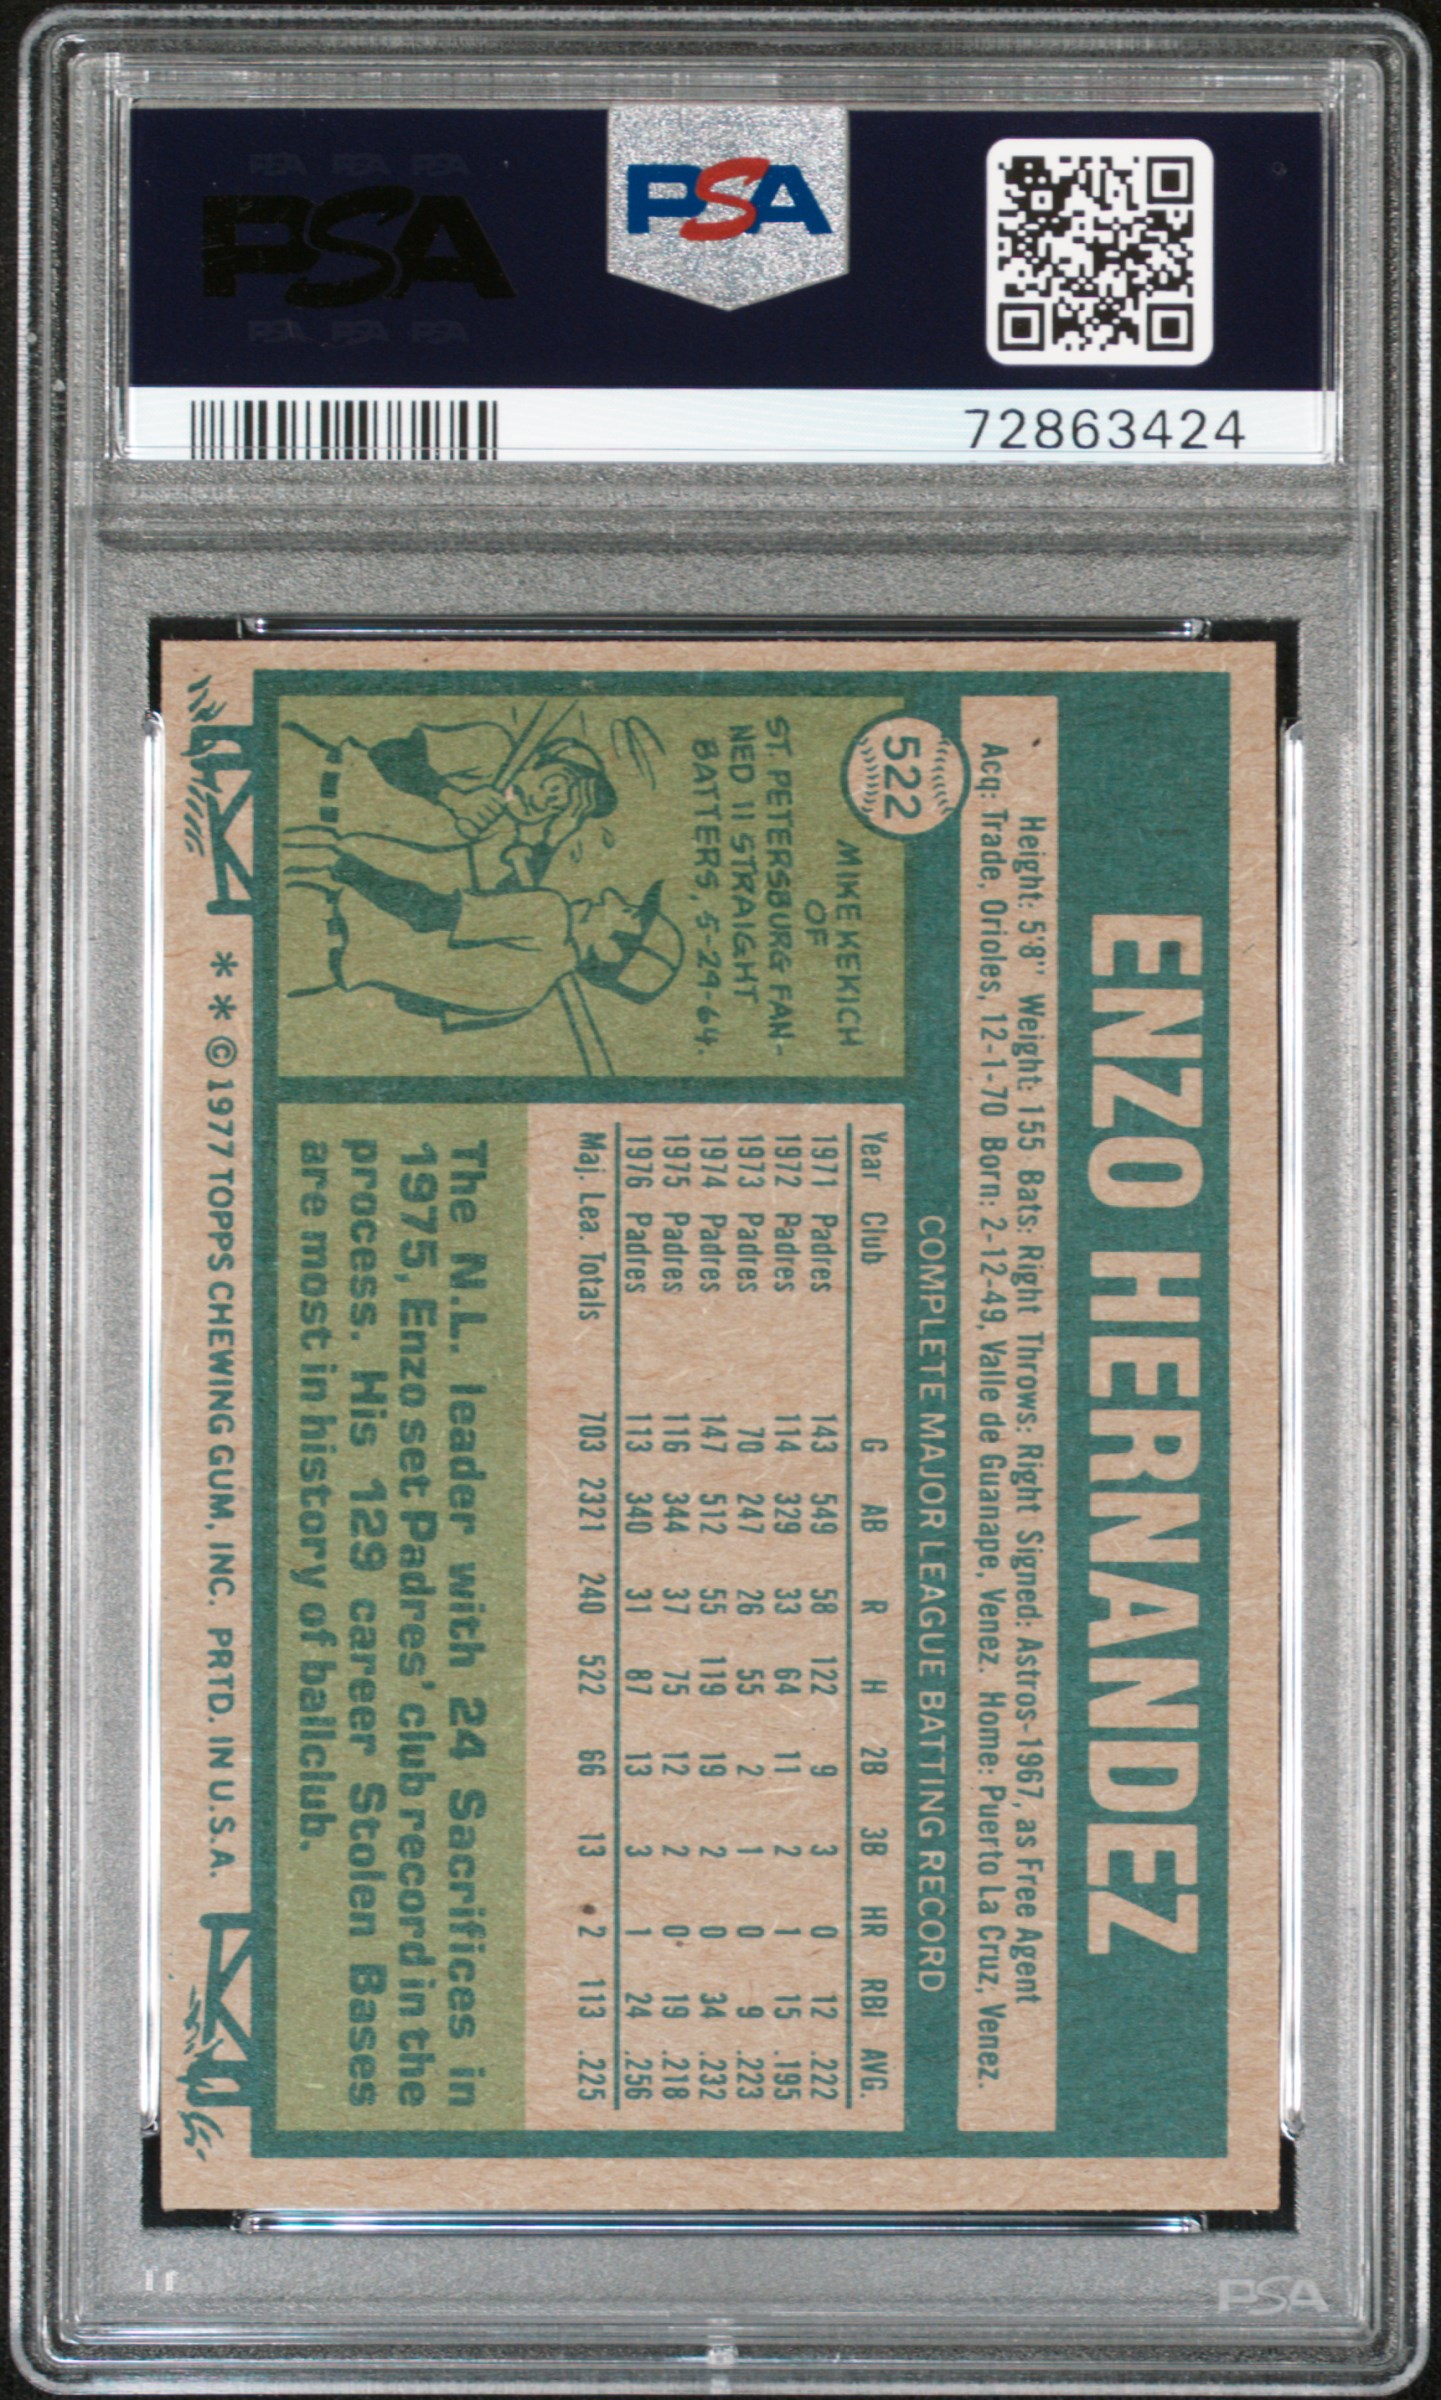 PSA PSA PSA
PSA
PSA PSA PSA
PSA
72863424
ENZO HERNANDEZ
Height: 5'8" Weight: 155 Bats: Right Throws: Right Signed: Astros-1967, as Free Agent
Acq: Trade, Orioles, 12-1-70 Born: 2-12-49, Valle de Guanape, Venez. Home: Puerto La Cruz, Venez.
522
MIKE KEKICH
OF
ST. PETERSBURG FAN-
NED 11 STRAIGHT
BATTERS, 5-29-64.
COMPLETE MAJOR LEAGUE BATTING RECORD
Year Club G AB R H 2B 3B HR RBI AVG.
1971 Padres 143 549 58 122 9 3 0 12 .222
1972 Padres 114 329 33 64 11 2 1 15 .195
1973 Padres 70 247 26 55 2 1 0 9 .223
1974 Padres 147 512 55 119 19 2 0 34 .232
1975 Padres 116 344 37 75 12 2 0 19 .218
1976 Padres 113 340 31 87 13 3 1 24 .256
Maj. Lea. Totals 703 2321 240 522 66 13 2 113 .225
The N.L. leader with 24 Sacrifices in
1975, Enzo set Padres' club record in the
process. His 129 career Stolen Bases
are most in history of ballclub.
* * ©1977 TOPPS CHEWING GUM, INC. PRTD. IN U.S.A.
PSA